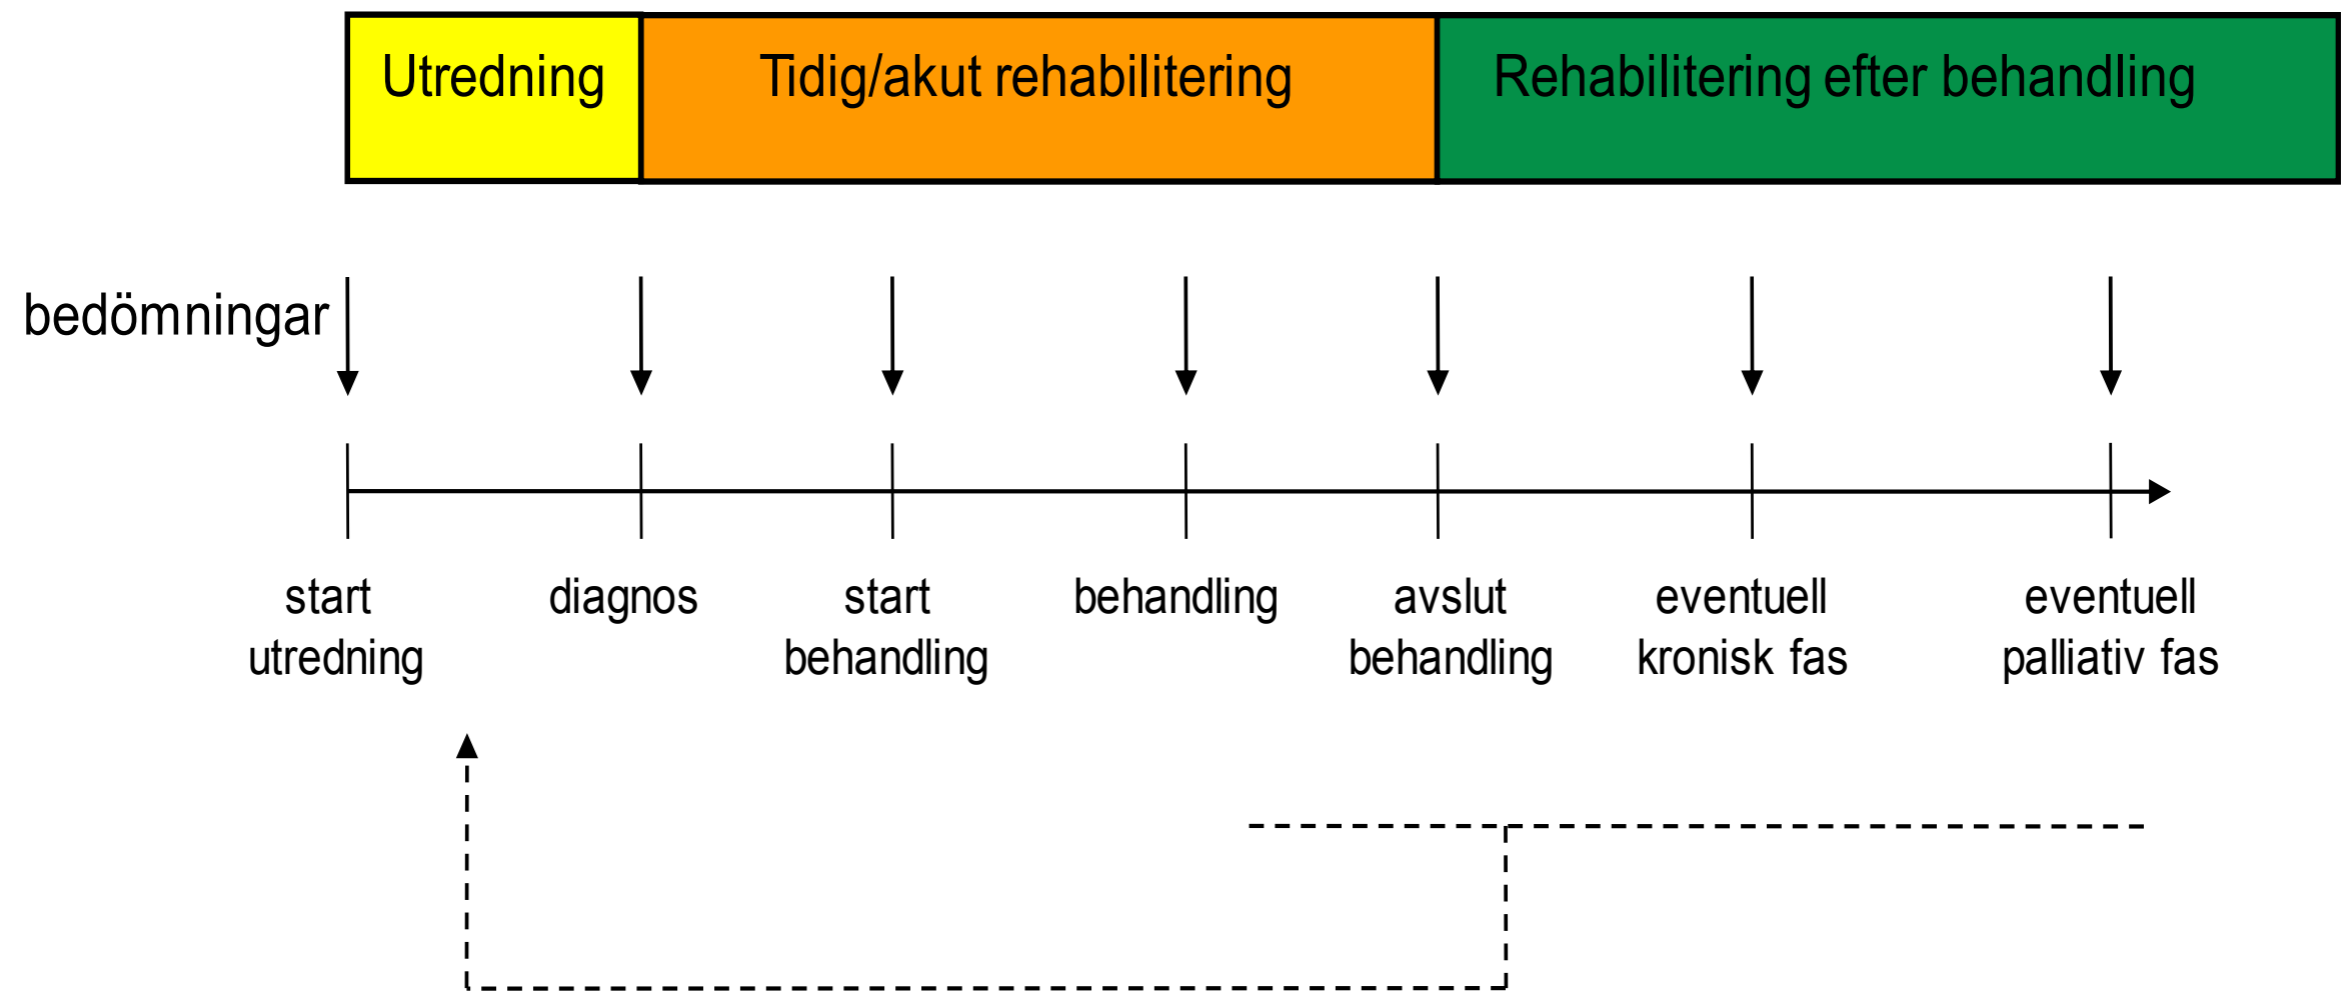 Utredning
Tidig/akut rehabilitering
Rehabilitering efter behandling
bedömningar
start
utredning
diagnos
start
behandling
behandling
avslut
behandling
eventuell
kronisk fas
eventuell
palliativ fas